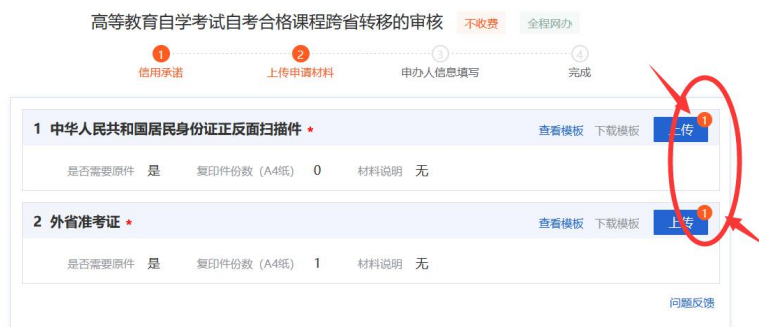 高等教育自学考试自考合格课程跨省转移的审核 不收费 全程网办
1 2 3 4
信用承诺 上传申请材料 申办人信息填写 完成
1 中华人民共和国居民身份证正反面扫描件 * 查看模板 下载模板 上传 1
是否需要原件 是 复印件份数 (A4纸) 0 材料说明 无
2 外省准考证 * 查看模板 下载模板 上传 1
是否需要原件 是 复印件份数 (A4纸) 1 材料说明 无
问题反馈